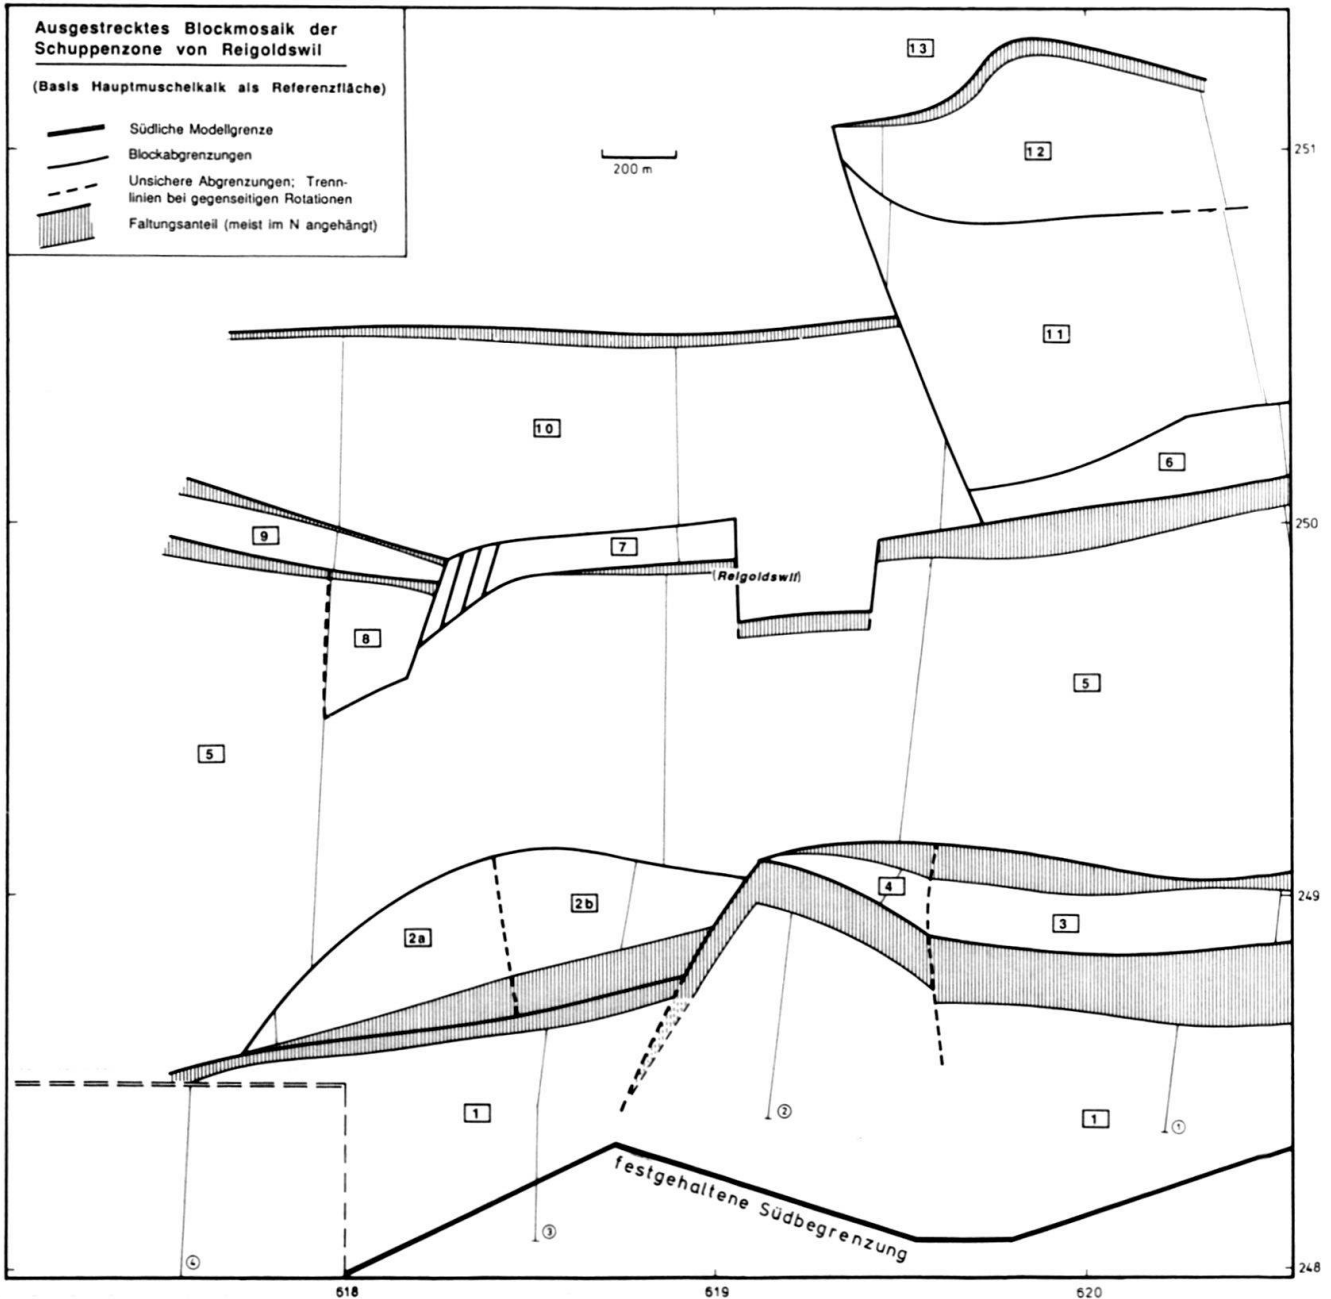 Ausgestrecktes Blockmosaik der
Schuppenzone von Reigoldswil
(Basis Hauptmuschelkalk als Referenzfläche)
Südliche Modellgrenze
Blockabgrenzungen
Unsichere Abgrenzungen; Trenn-
linien bei gegenseitigen Rotationen
Faltungsanteil (meist im N angehängt)
200 m
13
12
251
11
10
6
250
9
7
(Reigoldswil)
8
5
5
4
2b
249
3
2a
1
②
1
①
festgehaltene Südbegrenzung
③
④
248
618
619
620